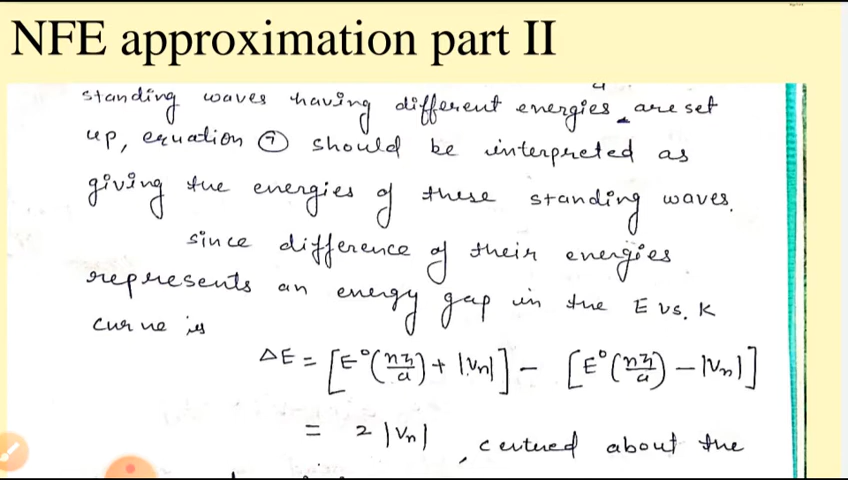 NFE approximation part II
standing waves having different energies are set
up, equation ⑦ should be interpreted as
giving the energies of these standing waves.
since difference of their energies
represents an energy gap in the E vs. K
curve is
ΔE = [E°(nπ/a) + |Vn|] - [E°(nπ/a) - |Vn|]
= 2 |Vn| , centered about the